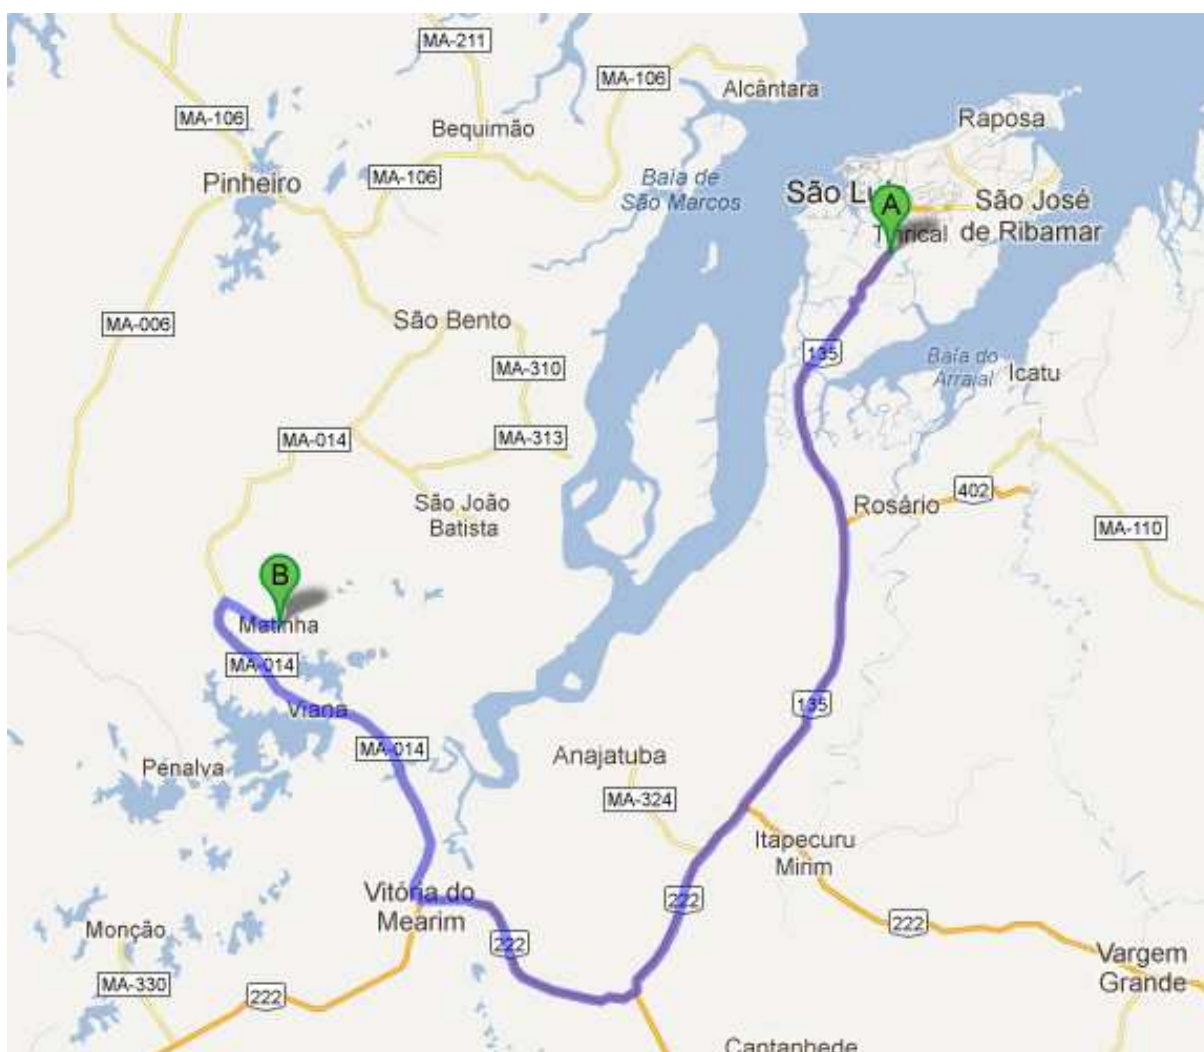 MA-211
MA-106
Alcântara
MA-106
Raposa
Bequimão
Pinheiro
MA-106
Baía de
São Marcos
São Luís
A
São José
de Ribamar
Tirirical
MA-006
São Bento
135
MA-310
Baía do
Arraial
Icatu
MA-014
MA-313
São João
Batista
402
Rosário
MA-110
B
Matinha
MA-014
Viana
135
MA-014
Anajatuba
Penalva
MA-324
Itapecuru
Mirim
Vitória do
Mearim
222
222
Monção
222
Vargem
Grande
MA-330
222
Cantanhede